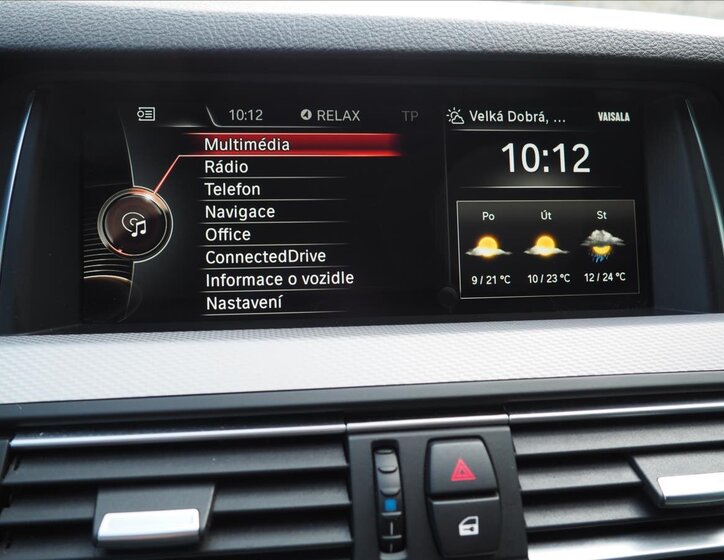 10:12 RELAX TP
Multimédia
Rádio
Telefon
Navigace
Office
ConnectedDrive
Informace o vozidle
Nastavení
Velká Dobrá, ... VAISALA
10:12
Po Út St
9 / 21 °C 10 / 23 °C 12 / 24 °C